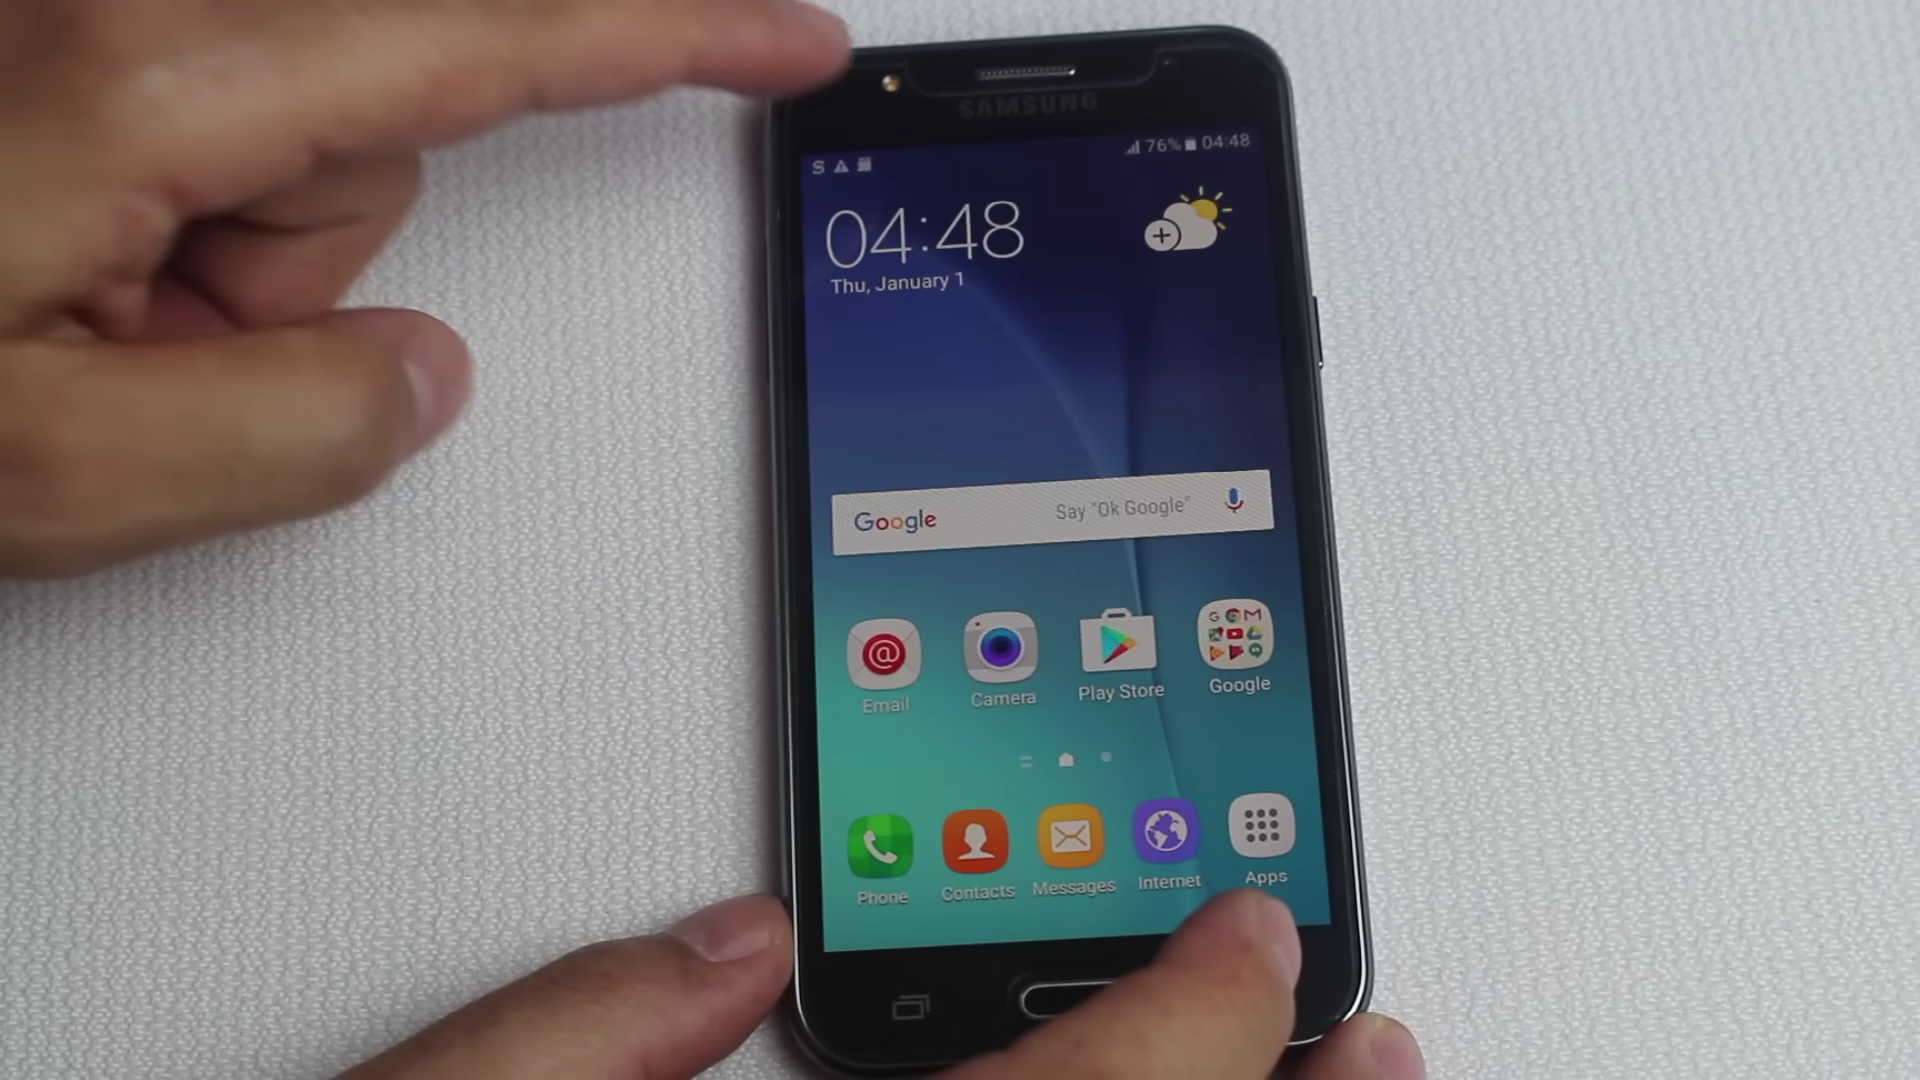 SAMSUNG
S 76% 04:48
04:48
Thu, January 1
Google Say "Ok Google"
Email Camera Play Store Google
Phone Contacts Messages Internet Apps